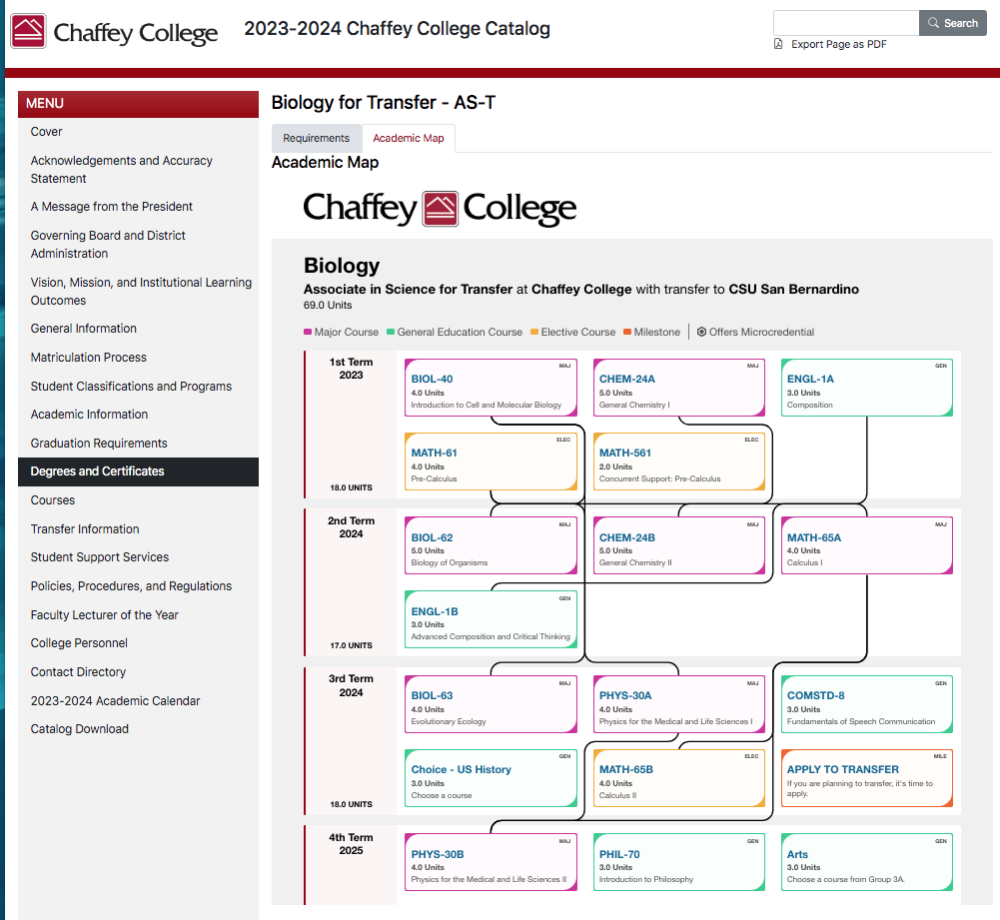 Chaffey College
2023-2024 Chaffey College Catalog
Search
Export Page as PDF
MENU
Cover
Acknowledgements and Accuracy
Statement
A Message from the President
Governing Board and District
Administration
Vision, Mission, and Institutional Learning
Outcomes
General Information
Matriculation Process
Student Classifications and Programs
Academic Information
Graduation Requirements
Degrees and Certificates
Courses
Transfer Information
Student Support Services
Policies, Procedures, and Regulations
Faculty Lecturer of the Year
College Personnel
Contact Directory
2023-2024 Academic Calendar
Catalog Download
Biology for Transfer - AS-T
Requirements
Academic Map
Academic Map
Chaffey College
Biology
Associate in Science for Transfer at Chaffey College with transfer to CSU San Bernardino
69.0 Units
Major Course General Education Course Elective Course Milestone Offers Microcredential
1st Term
2023
18.0 UNITS
MAJ
BIOL-40
4.0 Units
Introduction to Cell and Molecular Biology
MAJ
CHEM-24A
5.0 Units
General Chemistry I
GEN
ENGL-1A
3.0 Units
Composition
ELEC
MATH-61
4.0 Units
Pre-Calculus
ELEC
MATH-561
2.0 Units
Concurrent Support: Pre-Calculus
2nd Term
2024
17.0 UNITS
MAJ
BIOL-62
5.0 Units
Biology of Organisms
MAJ
CHEM-24B
5.0 Units
General Chemistry II
MAJ
MATH-65A
4.0 Units
Calculus I
GEN
ENGL-1B
3.0 Units
Advanced Composition and Critical Thinking
3rd Term
2024
18.0 UNITS
MAJ
BIOL-63
4.0 Units
Evolutionary Ecology
MAJ
PHYS-30A
4.0 Units
Physics for the Medical and Life Sciences I
GEN
COMSTD-8
3.0 Units
Fundamentals of Speech Communication
GEN
Choice - US History
3.0 Units
Choose a course
ELEC
MATH-65B
4.0 Units
Calculus II
MILE
APPLY TO TRANSFER
If you are planning to transfer, it's time to
apply.
4th Term
2025
MAJ
PHYS-30B
4.0 Units
Physics for the Medical and Life Sciences II
GEN
PHIL-70
3.0 Units
Introduction to Philosophy
GEN
Arts
3.0 Units
Choose a course from Group 3A.